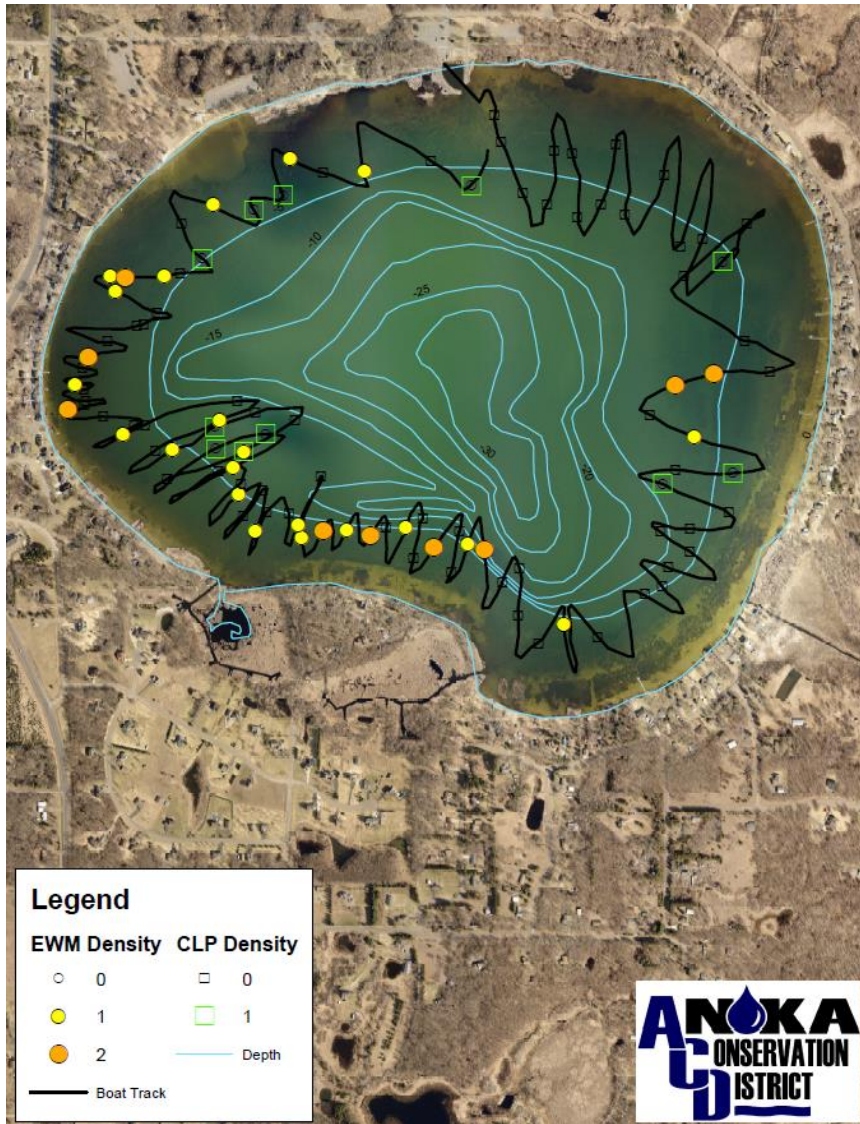 -10
-25
-15
-30
-20
0
Legend
EWM Density CLP Density
0 0
1 1
2 Depth
Boat Track
ANOKA
CONSERVATION
DISTRICT